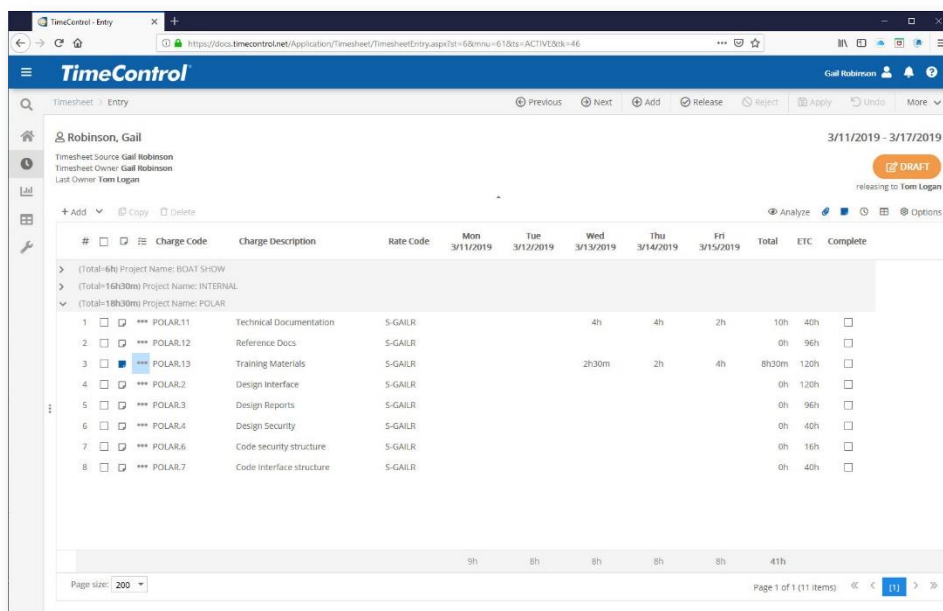 TimeControl - Entry
https://docs.timecontrol.net/Application/Timesheet/TimesheetEntry.aspx?st=6&mnu=61&ts=ACTIVE&tk=46
TimeControl
Gail Robinson
Timesheet > Entry Previous Next Add Release Reject Apply Undo More
Robinson, Gail 3/11/2019 - 3/17/2019
Timesheet Source Gail Robinson
Timesheet Owner Gail Robinson
Last Owner Tom Logan
DRAFT
releasing to Tom Logan
+ Add Copy Delete Analyze Options
# Charge Code Charge Description Rate Code Mon 3/11/2019 Tue 3/12/2019 Wed 3/13/2019 Thu 3/14/2019 Fri 3/15/2019 Total ETC Complete
(Total=6h) Project Name: BOAT SHOW
(Total=16h30m) Project Name: INTERNAL
(Total=18h30m) Project Name: POLAR
1 *** POLAR.11 Technical Documentation S-GAILR 4h 4h 2h 10h 40h
2 *** POLAR.12 Reference Docs S-GAILR 0h 96h
3 *** POLAR.13 Training Materials S-GAILR 2h30m 2h 4h 8h30m 120h
4 *** POLAR.2 Design Interface S-GAILR 0h 120h
5 *** POLAR.3 Design Reports S-GAILR 0h 96h
6 *** POLAR.4 Design Security S-GAILR 0h 40h
7 *** POLAR.6 Code security structure S-GAILR 0h 16h
8 *** POLAR.7 Code Interface structure S-GAILR 0h 40h
9h 8h 8h 8h 8h 41h
Page size: 200 Page 1 of 1 (11 items) [1]